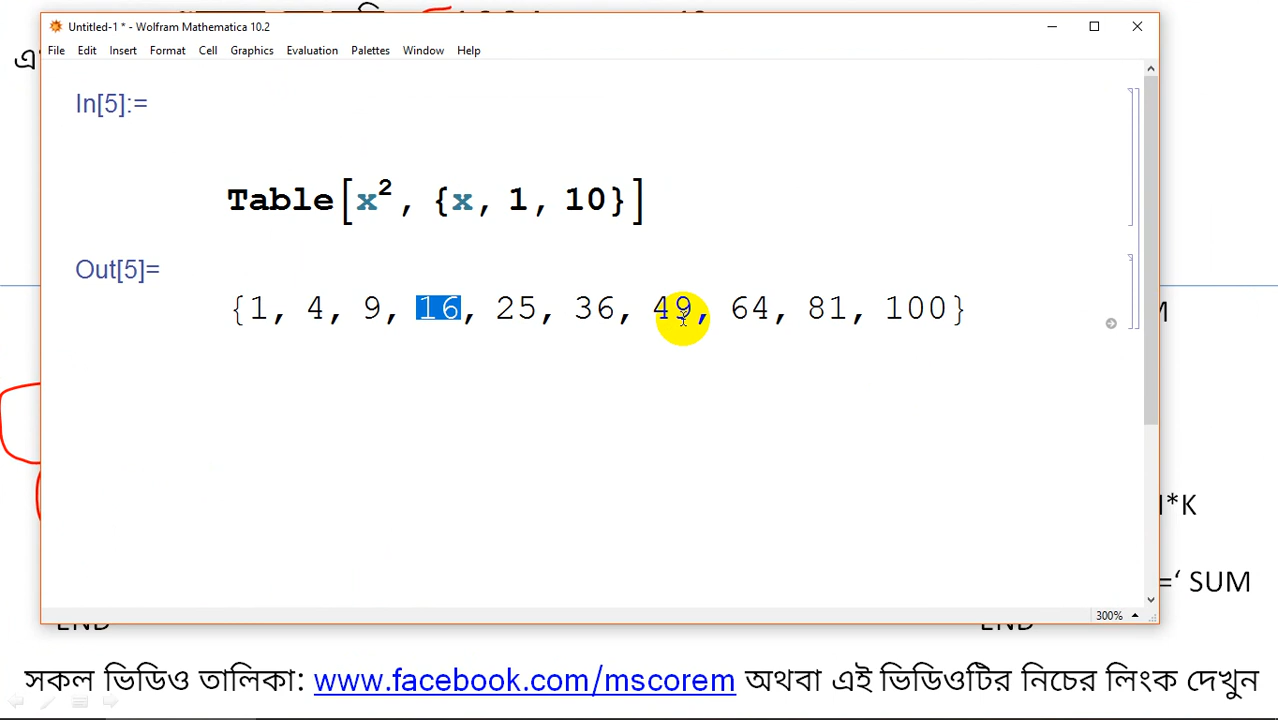 Untitled-1 * - Wolfram Mathematica 10.2
File Edit Insert Format Cell Graphics Evaluation Palettes Window Help
In[5]:=
Table[x², {x, 1, 10}]
Out[5]=
{1, 4, 9, 16, 25, 36, 49, 64, 81, 100}
*K
=‘ SUM
300%
END END
সকল ভিডিও তালিকা: www.facebook.com/mscorem অথবা এই ভিডিওটির নিচের লিংক দেখুন